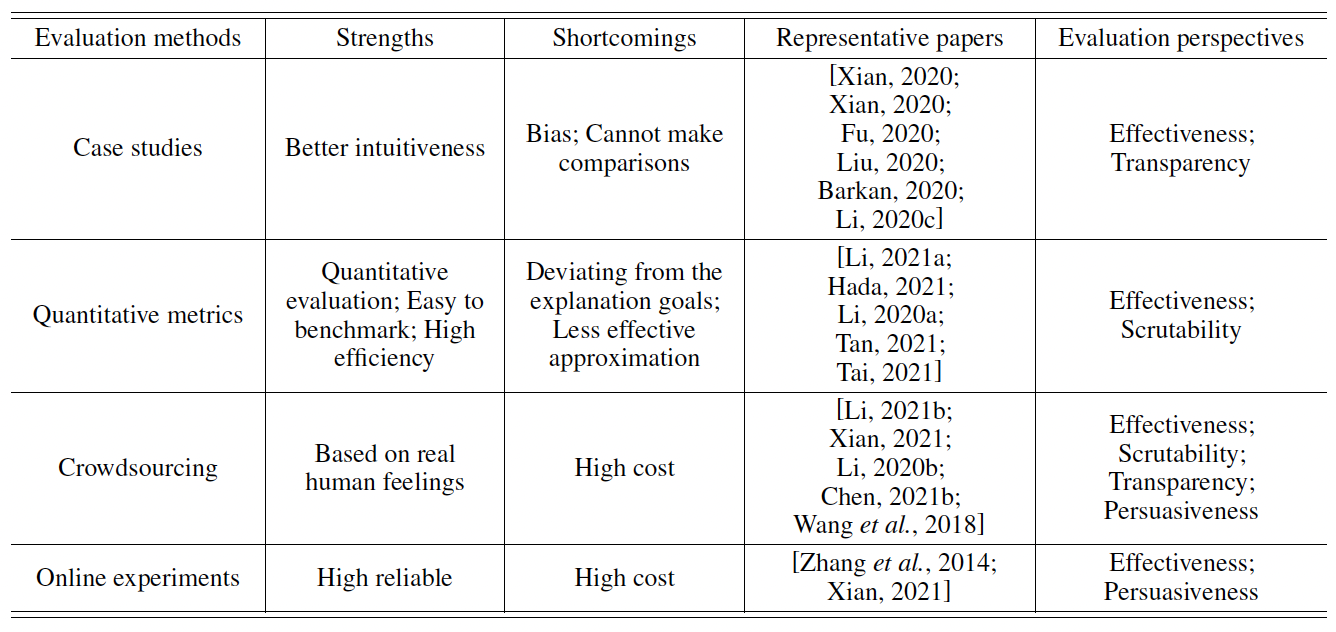 Evaluation methods Strengths Shortcomings Representative papers Evaluation perspectives
Case studies
Better intuitiveness
Bias; Cannot make
comparisons
[Xian, 2020;
Xian, 2020;
Fu, 2020;
Liu, 2020;
Barkan, 2020;
Li, 2020c]
Effectiveness;
Transparency
Quantitative metrics
Quantitative
evaluation; Easy to
benchmark; High
efficiency
Deviating from the
explanation goals;
Less effective
approximation
[Li, 2021a;
Hada, 2021;
Li, 2020a;
Tan, 2021;
Tai, 2021]
Effectiveness;
Scrutability
Crowdsourcing
Based on real
human feelings
High cost
[Li, 2021b;
Xian, 2021;
Li, 2020b;
Chen, 2021b;
Wang et al., 2018]
Effectiveness;
Scrutability;
Transparency;
Persuasiveness
Online experiments
High reliable
High cost
[Zhang et al., 2014;
Xian, 2021]
Effectiveness;
Persuasiveness